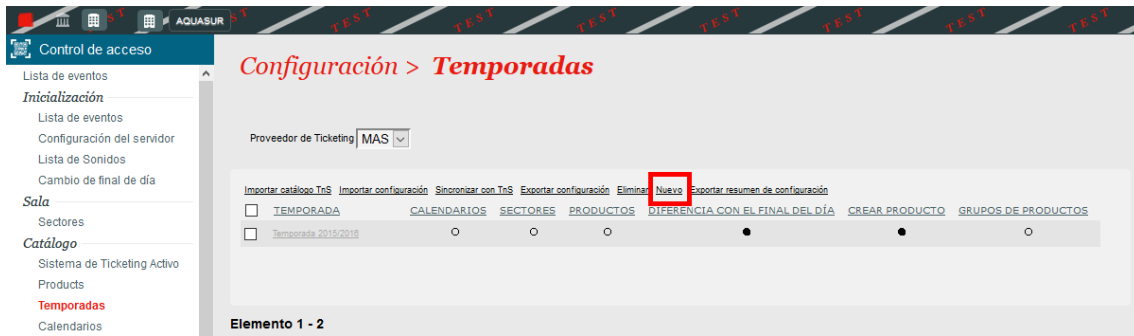 AQUASUR
TEST TEST TEST TEST TEST TEST TEST TEST
Control de acceso
Lista de eventos
Inicialización
Lista de eventos
Configuración del servidor
Lista de Sonidos
Cambio de final de día
Sala
Sectores
Catálogo
Sistema de Ticketing Activo
Products
Temporadas
Calendarios
Configuración > Temporadas
Proveedor de Ticketing MAS
Importar catálogo TnS Importar configuración Sincronizar con TnS Exportar configuración Eliminar Nuevo Exportar resumen de configuración
TEMPORADA CALENDARIOS SECTORES PRODUCTOS DIFERENCIA CON EL FINAL DEL DÍA CREAR PRODUCTO GRUPOS DE PRODUCTOS
Temporada 2015/2016
Elemento 1 - 2